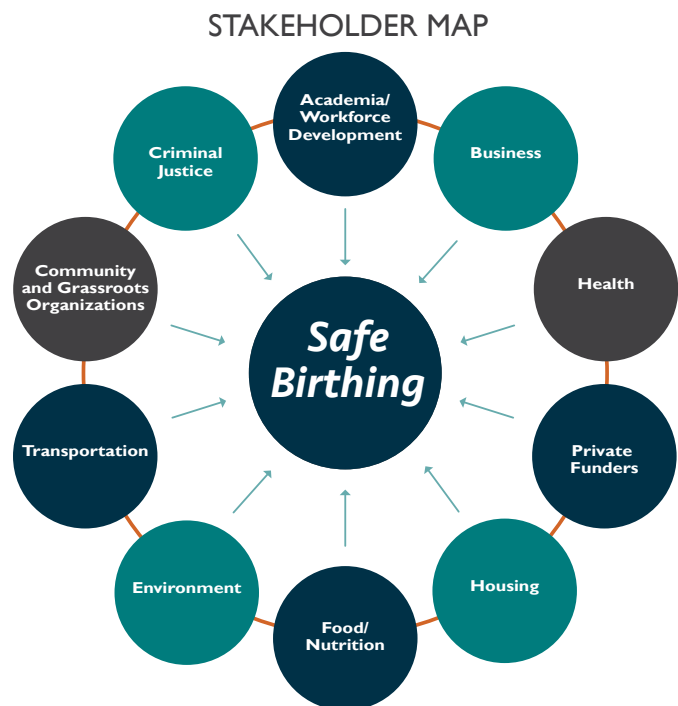 STAKEHOLDER MAP
Academia/
Workforce
Development
Business
Health
Private
Funders
Housing
Food/
Nutrition
Environment
Transportation
Community
and Grassroots
Organizations
Criminal
Justice
Safe
Birthing